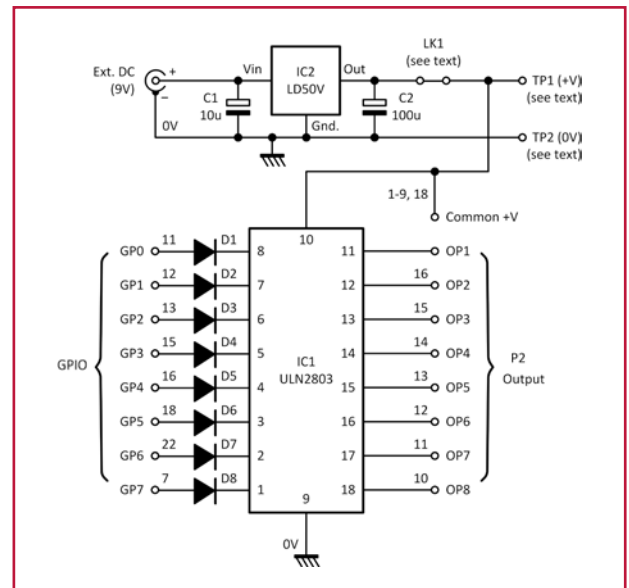 LK1
(see text)
Ext. DC
(9V)
+
–
Vin
IC2
LD50V
Out
TP1 (+V)
(see text)
C1
10u
C2
100u
0V
Gnd.
TP2 (0V)
(see text)
1-9, 18
Common +V
10
GP0 11 D1 8 11 OP1
GP1 12 D2 7 12 16 OP2
GP2 13 D3 6 13 15 OP3
GP3 15 D4 5 14 14 OP4
GPIO
IC1
ULN2803
P2
Output
GP4 16 D5 4 15 13 OP5
GP5 18 D6 3 16 12 OP6
GP6 22 D7 2 17 11 OP7
GP7 7 D8 1 18 10 OP8
9
0V